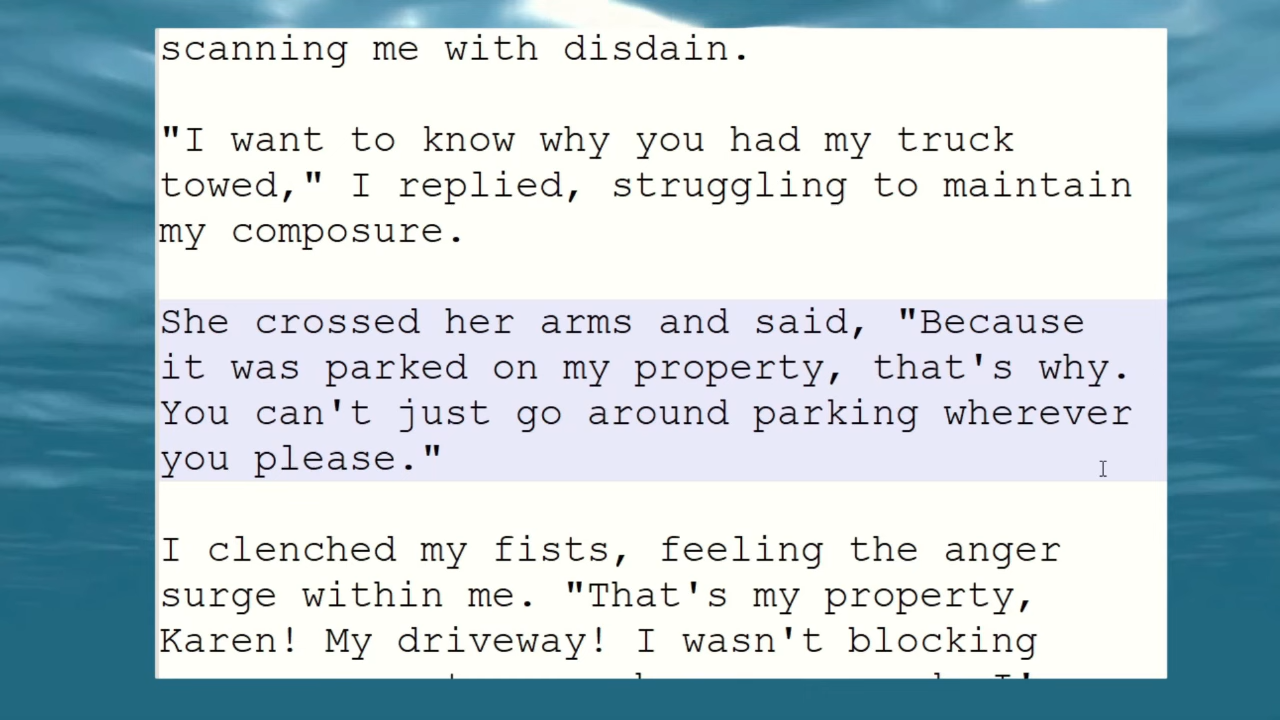 scanning me with disdain.
"I want to know why you had my truck
towed," I replied, struggling to maintain
my composure.
She crossed her arms and said, "Because
it was parked on my property, that's why.
You can't just go around parking wherever
you please."
I clenched my fists, feeling the anger
surge within me. "That's my property,
Karen! My driveway! I wasn't blocking